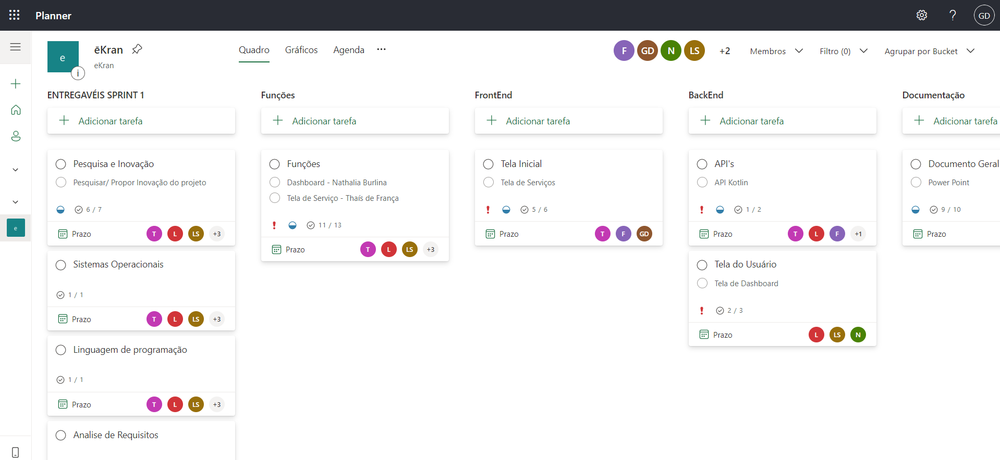 Planner
GD
e
i
ēKran
eKran
Quadro
Gráficos
Agenda
···
F
GD
N
LS
+2
Membros
Filtro (0)
Agrupar por Bucket
e
ENTREGAVÉIS SPRINT 1
Adicionar tarefa
Pesquisa e Inovação
Pesquisar/ Propor Inovação do projeto
6 / 7
Prazo
T
L
LS
+3
Sistemas Operacionais
1 / 1
Prazo
T
L
LS
+3
Linguagem de programação
1 / 1
Prazo
T
L
LS
+3
Analise de Requisitos
Funções
Adicionar tarefa
Funções
Dashboard - Nathalia Burlina
Tela de Serviço - Thaís de França
11 / 13
Prazo
T
L
LS
+3
FrontEnd
Adicionar tarefa
Tela Inicial
Tela de Serviços
5 / 6
Prazo
T
F
GD
BackEnd
Adicionar tarefa
API's
API Kotlin
1 / 2
Prazo
T
L
F
+1
Tela do Usuário
Tela de Dashboard
2 / 3
Prazo
L
LS
N
Documentação
Adicionar tarefa
Documento Geral
Power Point
9 / 10
Prazo